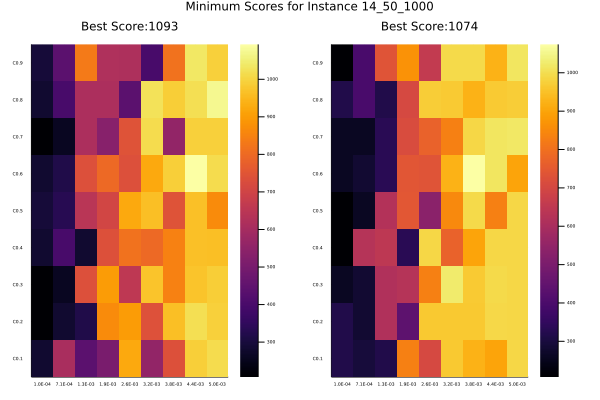 Minimum Scores for Instance 14_50_1000
Best Score:1093
C0.9
C0.8
C0.7
C0.6
C0.5
C0.4
C0.3
C0.2
C0.1
1.0E-04 7.1E-04 1.3E-03 1.9E-03 2.6E-03 3.2E-03 3.8E-03 4.4E-03 5.0E-03
1000
900
800
700
600
500
400
300
Best Score:1074
C0.9
C0.8
C0.7
C0.6
C0.5
C0.4
C0.3
C0.2
C0.1
1.0E-04 7.1E-04 1.3E-03 1.9E-03 2.6E-03 3.2E-03 3.8E-03 4.4E-03 5.0E-03
1000
900
800
700
600
500
400
300